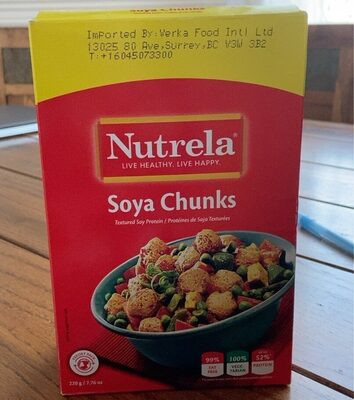 Imported By:Verka Food Intl Ltd
13025 80 Ave,Surrey,BC V3W 3B2
T:+16045073300
Nutrela®
LIVE HEALTHY. LIVE HAPPY.
Soya Chunks
Textured Soy Protein / Protéines de Soja Texturées
99% FAT FREE
100% VEGETARIAN
52% PROTEIN
220 g / 7.76 oz